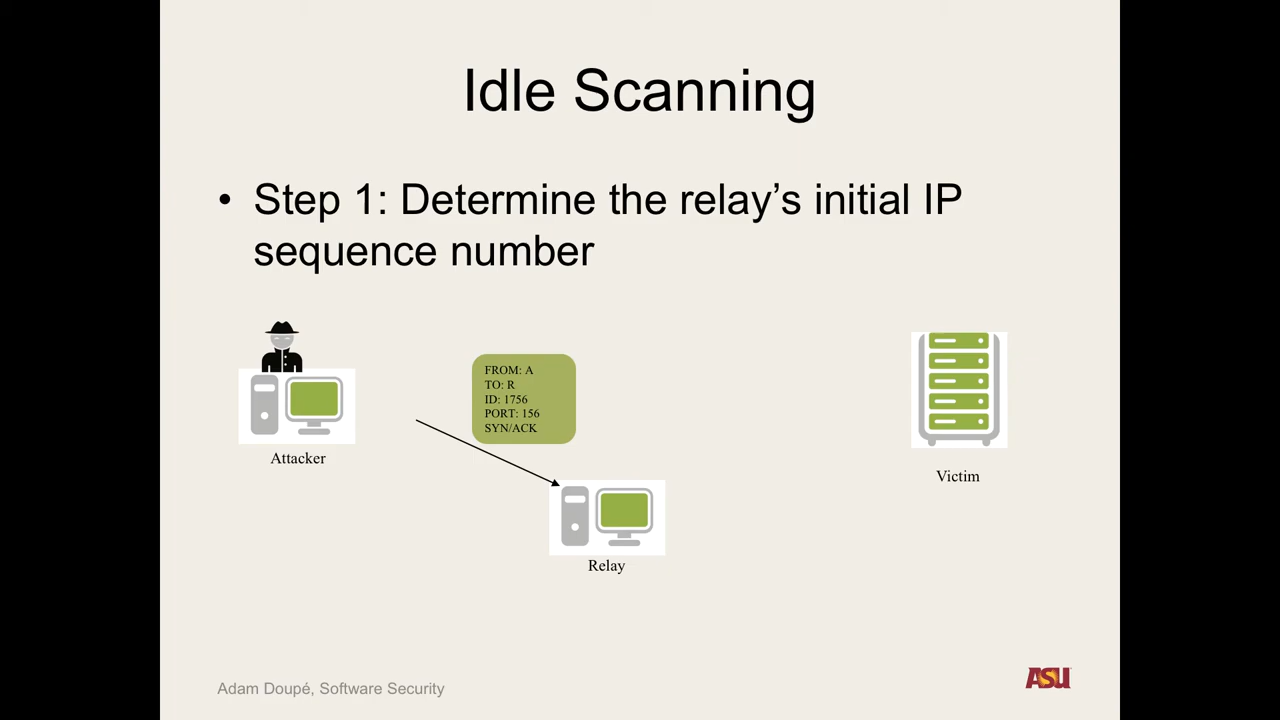 Idle Scanning
• Step 1: Determine the relay’s initial IP
sequence number
FROM: A
TO: R
ID: 1756
PORT: 156
SYN/ACK
Attacker
Victim
Relay
Adam Doupé, Software Security
ASU